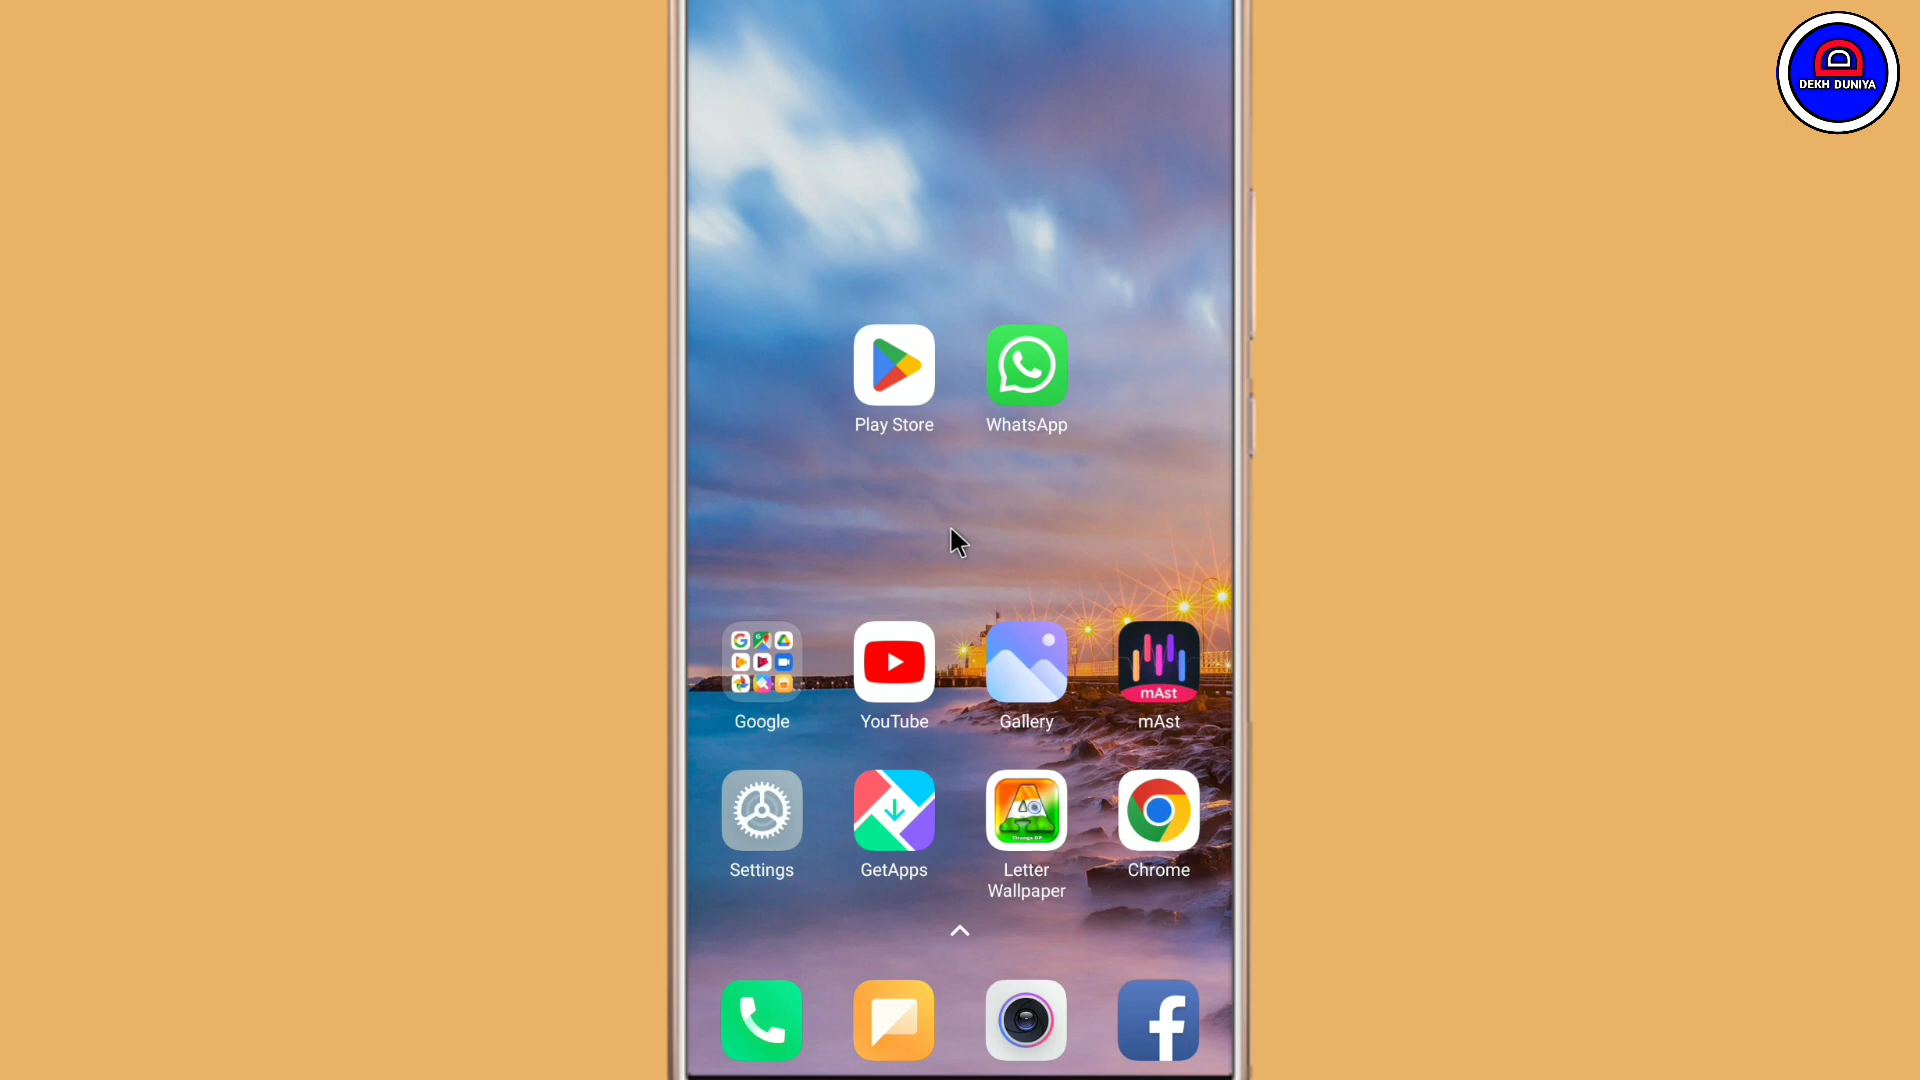 DEKH DUNIYA
Play Store
WhatsApp
mAst
Google
YouTube
Gallery
mAst
Settings
GetApps
Letter
Wallpaper
Chrome